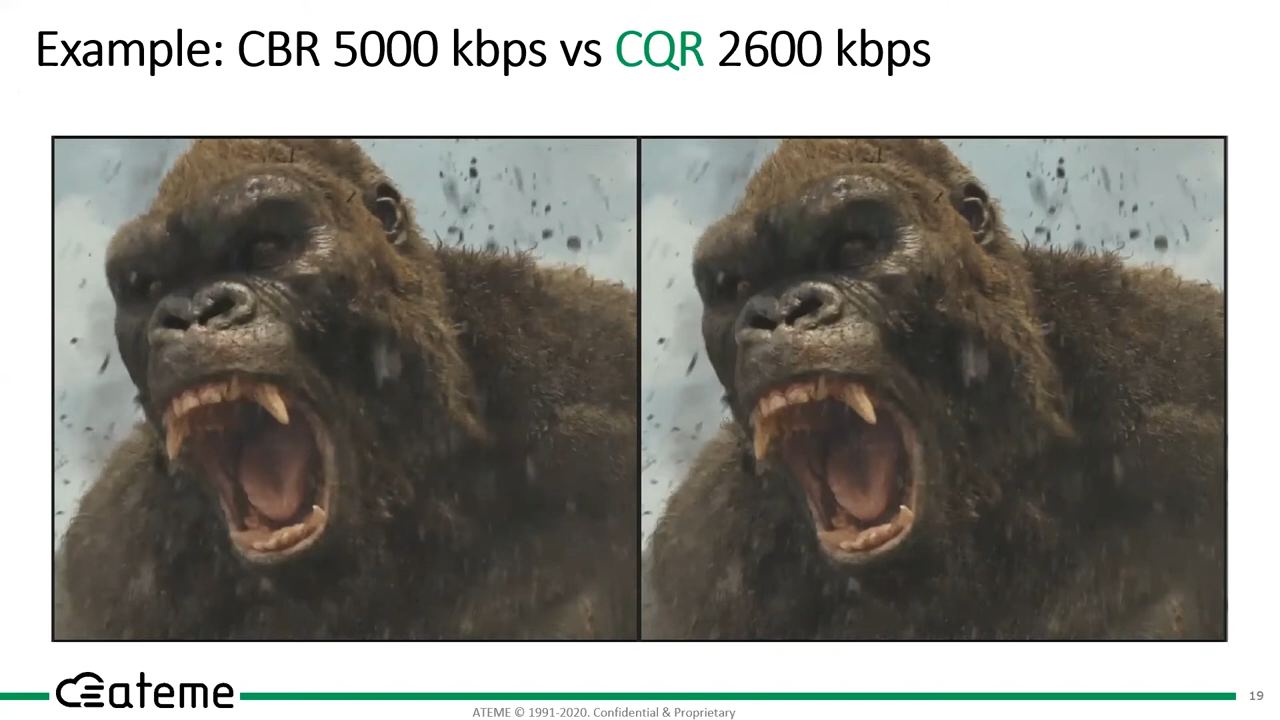 Example: CBR 5000 kbps vs CQR 2600 kbps
ateme
19
ATEME © 1991-2020. Confidential & Proprietary